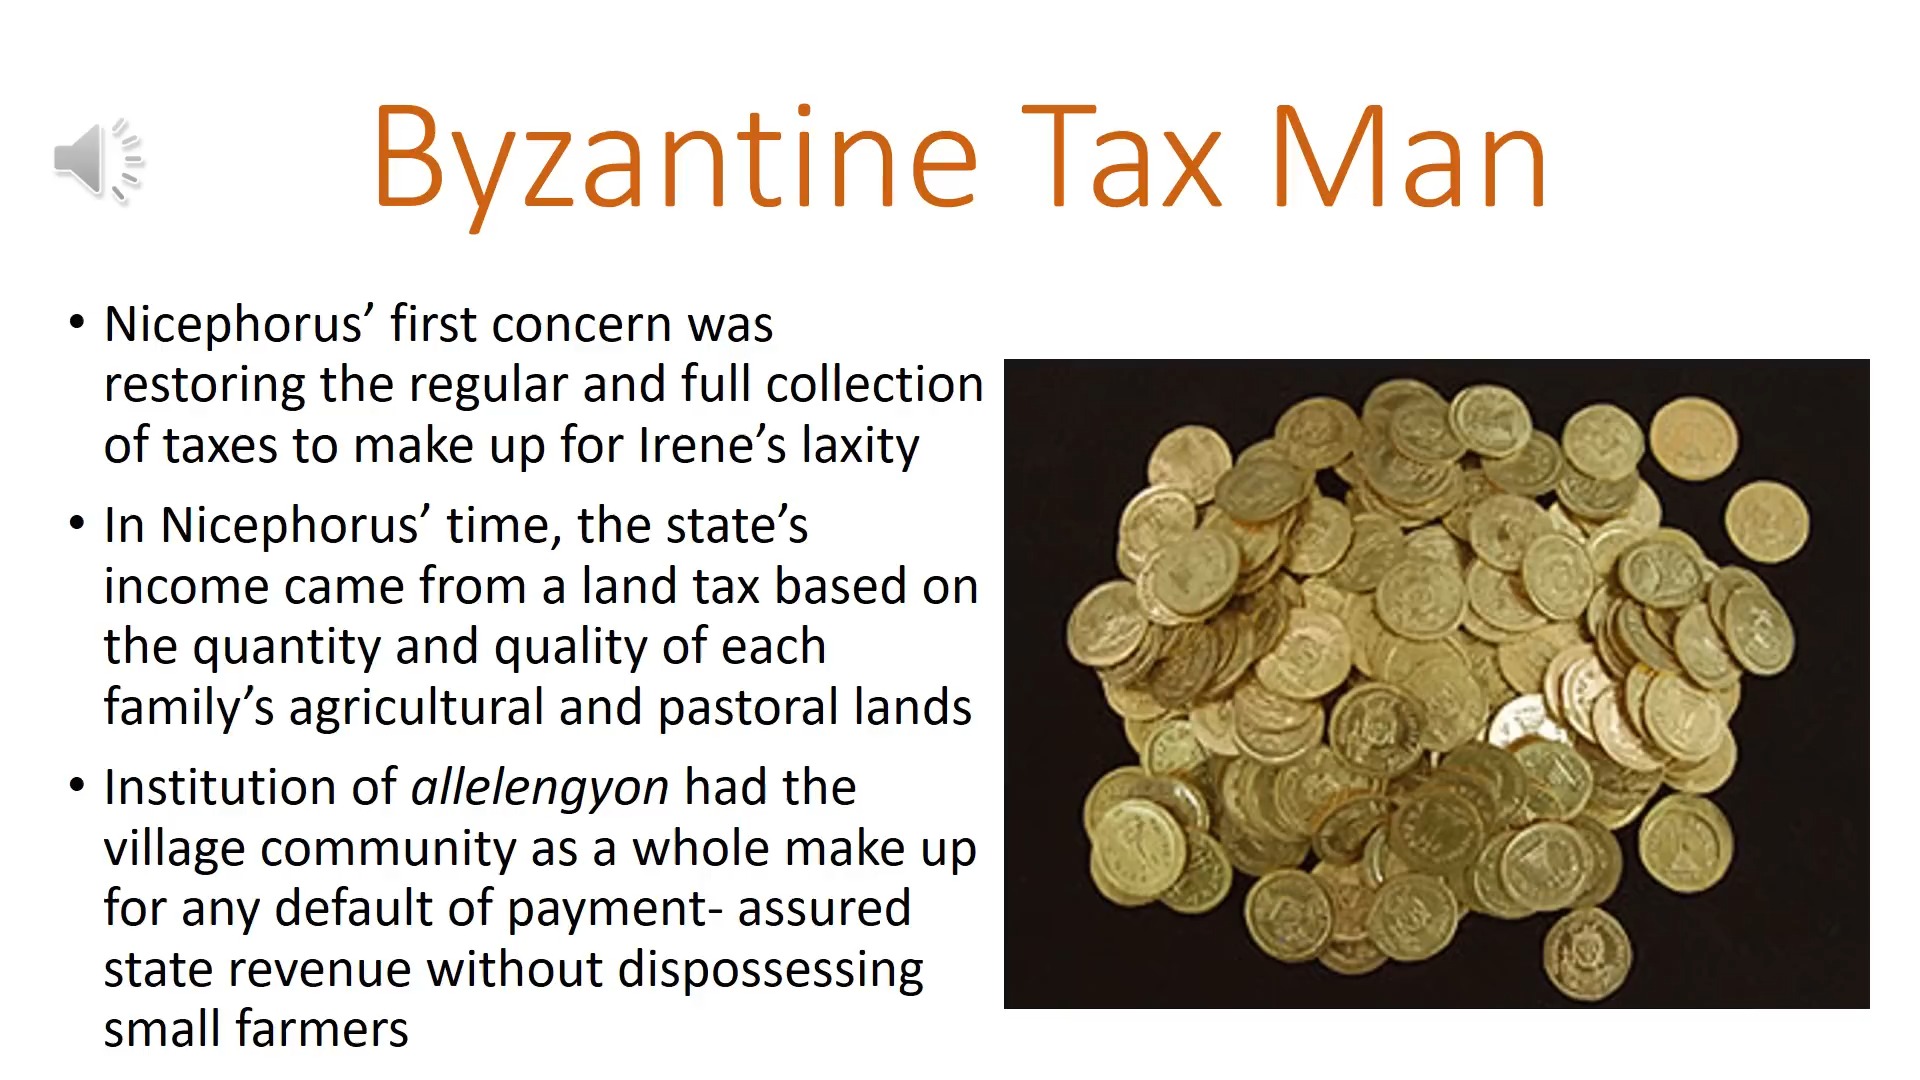 Byzantine Tax Man
• Nicephorus’ first concern was
restoring the regular and full collection
of taxes to make up for Irene’s laxity
• In Nicephorus’ time, the state’s
income came from a land tax based on
the quantity and quality of each
family’s agricultural and pastoral lands
• Institution of allelengyon had the
village community as a whole make up
for any default of payment- assured
state revenue without dispossessing
small farmers